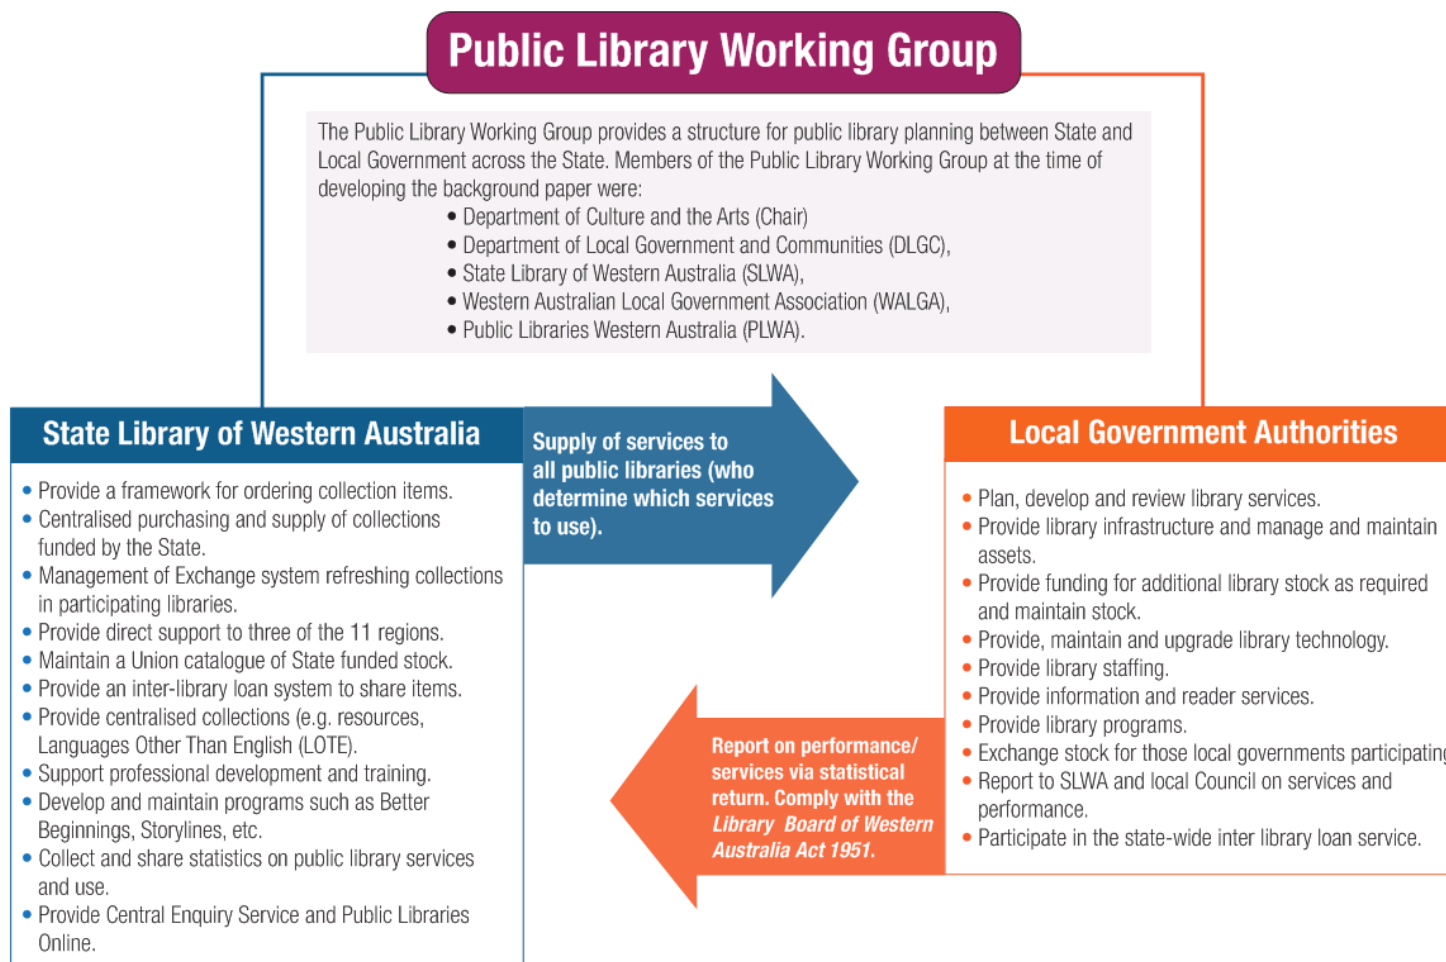 Public Library Working Group
The Public Library Working Group provides a structure for public library planning between State and
Local Government across the State. Members of the Public Library Working Group at the time of
developing the background paper were:
• Department of Culture and the Arts (Chair)
• Department of Local Government and Communities (DLGC),
• State Library of Western Australia (SLWA),
• Western Australian Local Government Association (WALGA),
• Public Libraries Western Australia (PLWA).
State Library of Western Australia
• Provide a framework for ordering collection items.
• Centralised purchasing and supply of collections
funded by the State.
• Management of Exchange system refreshing collections
in participating libraries.
• Provide direct support to three of the 11 regions.
• Maintain a Union catalogue of State funded stock.
• Provide an inter-library loan system to share items.
• Provide centralised collections (e.g. resources,
Languages Other Than English (LOTE).
• Support professional development and training.
• Develop and maintain programs such as Better
Beginnings, Storylines, etc.
• Collect and share statistics on public library services
and use.
• Provide Central Enquiry Service and Public Libraries
Online.
Supply of services to
all public libraries (who
determine which services
to use).
Report on performance/
services via statistical
return. Comply with the
Library Board of Western
Australia Act 1951.
Local Government Authorities
• Plan, develop and review library services.
• Provide library infrastructure and manage and maintain
assets.
• Provide funding for additional library stock as required
and maintain stock.
• Provide, maintain and upgrade library technology.
• Provide library staffing.
• Provide information and reader services.
• Provide library programs.
• Exchange stock for those local governments participating
• Report to SLWA and local Council on services and
performance.
• Participate in the state-wide inter library loan service.